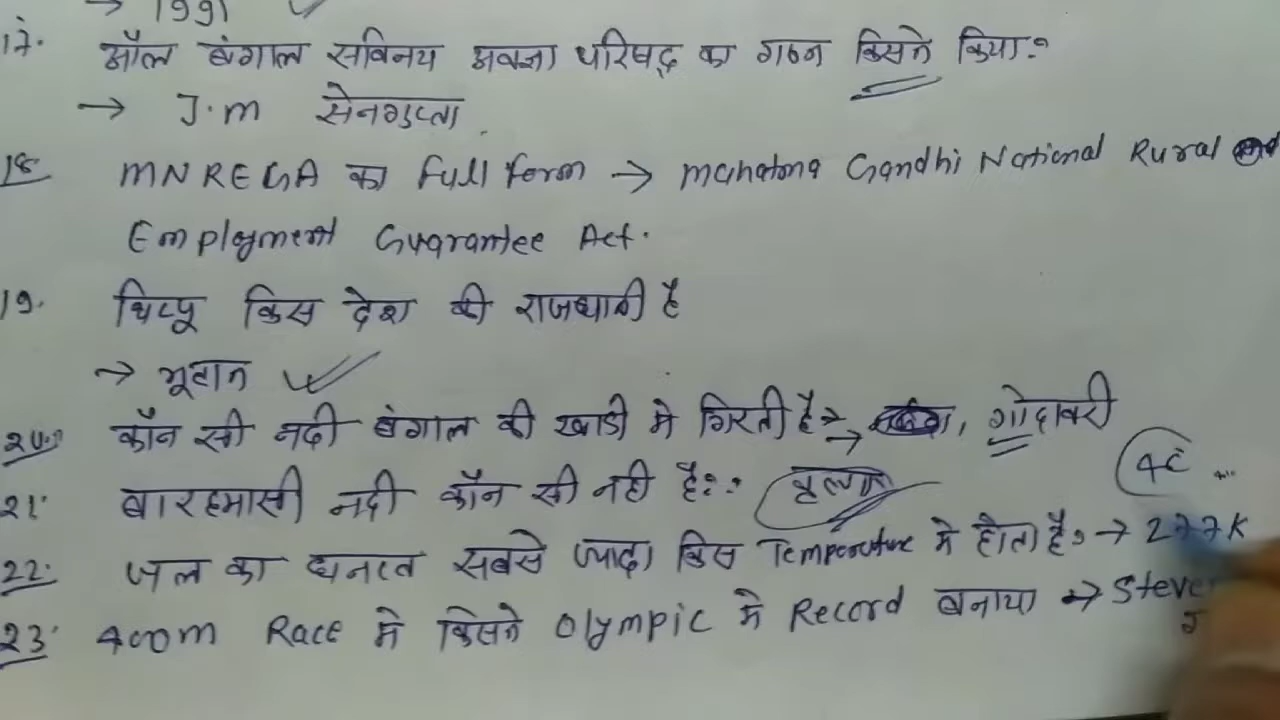 → 1991
17. ऑल बंगाल सविनय अवज्ञा परिषद् का गठन किसने किया?
→ J.m सेनगुप्ता
18. MNREGA का Full form → Mahatma Gandhi National Rural
Employment Guarantee Act.
19. थिम्पू किस देश की राजधानी है
→ भूटान
20. कौन सी नदी बंगाल की खाडी मे गिरती है → , गोदावरी
4C
21. बारहमासी नदी कौन सी नही है
22. जल का घनत्व सबसे ज्यादा किस Temperature मे होता है? → 277K
23. 400m Race मे किसने Olympic मे Record बनाया →